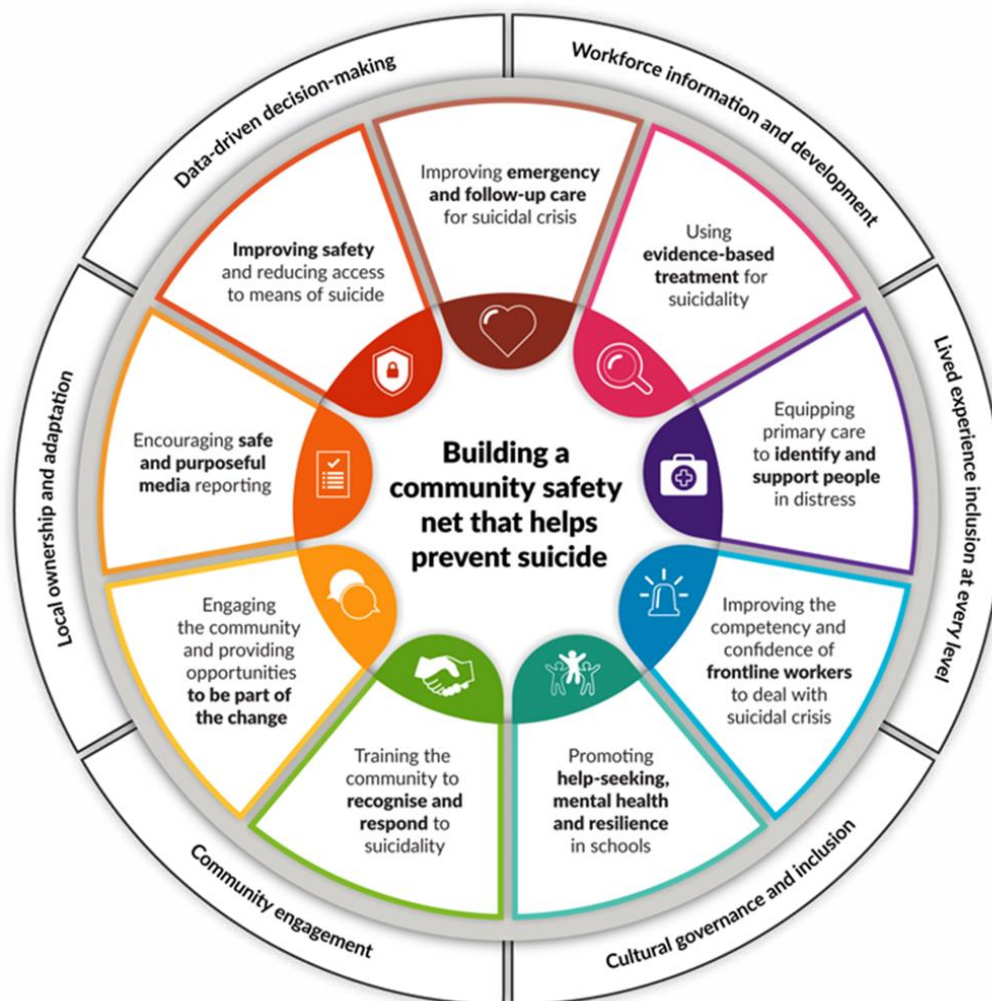 Data-driven decision-making
Workforce information and development
Lived experience inclusion at every level
Cultural governance and inclusion
Community engagement
Local ownership and adaptation
Improving emergency
and follow-up care
for suicidal crisis
Using
evidence-based
treatment for
suicidality
Equipping
primary care
to identify and
support people
in distress
Improving the
competency and
confidence of
frontline workers
to deal with
suicidal crisis
Promoting
help-seeking,
mental health
and resilience
in schools
Training the
community to
recognise and
respond to
suicidality
Engaging
the community
and providing
opportunities
to be part of
the change
Encouraging safe
and purposeful
media reporting
Improving safety
and reducing access
to means of suicide
Building a
community safety
net that helps
prevent suicide